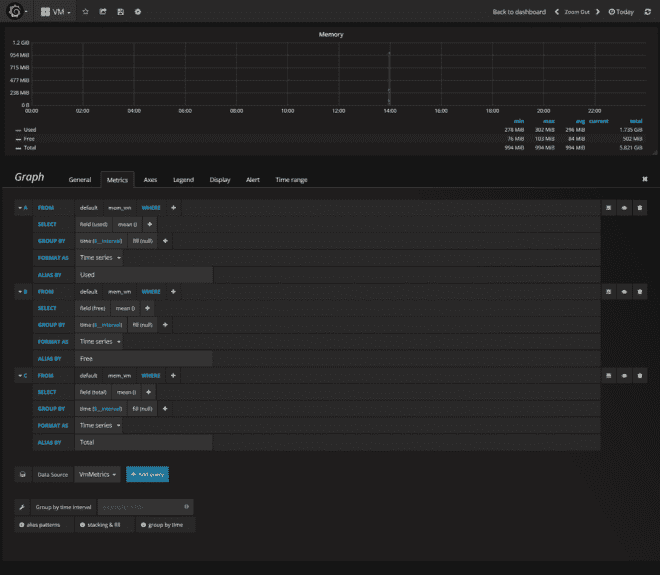 VM
Back to dashboard Zoom Out Today
Memory
1.2 GiB
954 MiB
715 MiB
477 MiB
238 MiB
0 B
00:00 02:00 04:00 06:00 08:00 10:00 12:00 14:00 16:00 18:00 20:00 22:00
min max avg current total
Used 278 MiB 302 MiB 296 MiB 1.735 GiB
Free 76 MiB 103 MiB 84 MiB 502 MiB
Total 994 MiB 994 MiB 994 MiB 5.821 GiB
Graph General Metrics Axes Legend Display Alert Time range
A FROM default mem_vm WHERE +
SELECT field (used) mean () +
GROUP BY time ($__interval) fill (null) +
FORMAT AS Time series
ALIAS BY Used
B FROM default mem_vm WHERE +
SELECT field (free) mean () +
GROUP BY time ($__interval) fill (null) +
FORMAT AS Time series
ALIAS BY Free
C FROM default mem_vm WHERE +
SELECT field (total) mean () +
GROUP BY time ($__interval) fill (null) +
FORMAT AS Time series
ALIAS BY Total
Data Source VmMetrics + Add query
Group by time interval
alias patterns stacking & fill group by time